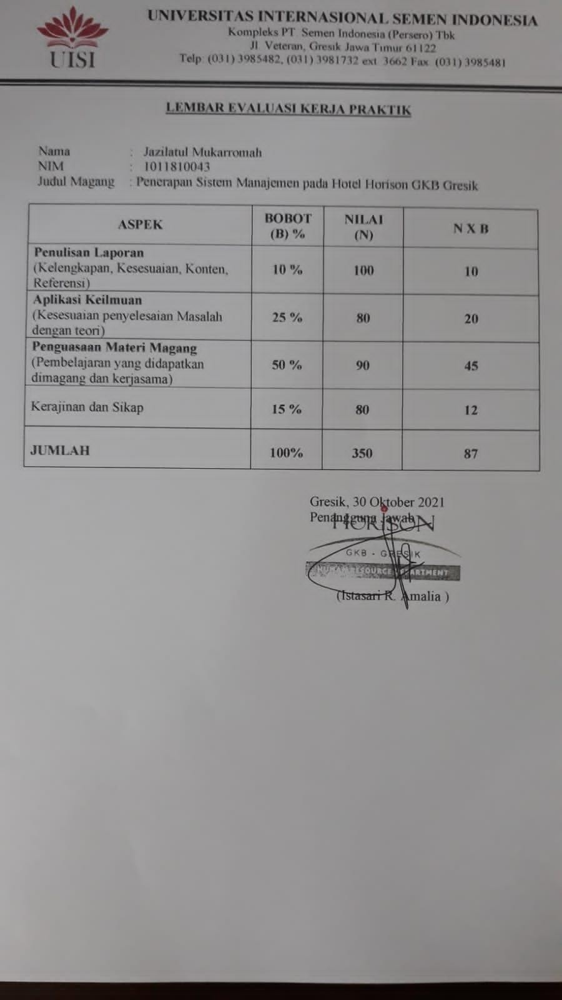 UISI
UNIVERSITAS INTERNASIONAL SEMEN INDONESIA
Kompleks PT. Semen Indonesia (Persero) Tbk
Jl. Veteran, Gresik Jawa Timur 61122
Telp: (031) 3985482, (031) 3981732 ext. 3662 Fax. (031) 3985481
LEMBAR EVALUASI KERJA PRAKTIK
Nama : Jazilatul Mukarromah
NIM : 1011810043
Judul Magang : Penerapan Sistem Manajemen pada Hotel Horison GKB Gresik
ASPEK BOBOT (B) % NILAI (N) N X B
Penulisan Laporan
(Kelengkapan, Kesesuaian, Konten, 10 % 100 10
Referensi)
Aplikasi Keilmuan
(Kesesuaian penyelesaian Masalah 25 % 80 20
dengan teori)
Penguasaan Materi Magang
(Pembelajaran yang didapatkan 50 % 90 45
dimagang dan kerjasama)
Kerajinan dan Sikap 15 % 80 12
JUMLAH 100% 350 87
Gresik, 30 Oktober 2021
Penanggung jawab
HORISON
GKB - GRESIK
HUMAN RESOURCE DEPARTMENT
(Istasari R. Amalia )